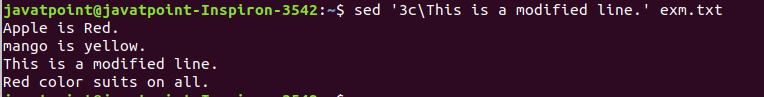 javatpoint@javatpoint-Inspiron-3542:~$ sed '3c\This is a modified line.' exm.txt
Apple is Red.
mango is yellow.
This is a modified line.
Red color suits on all.